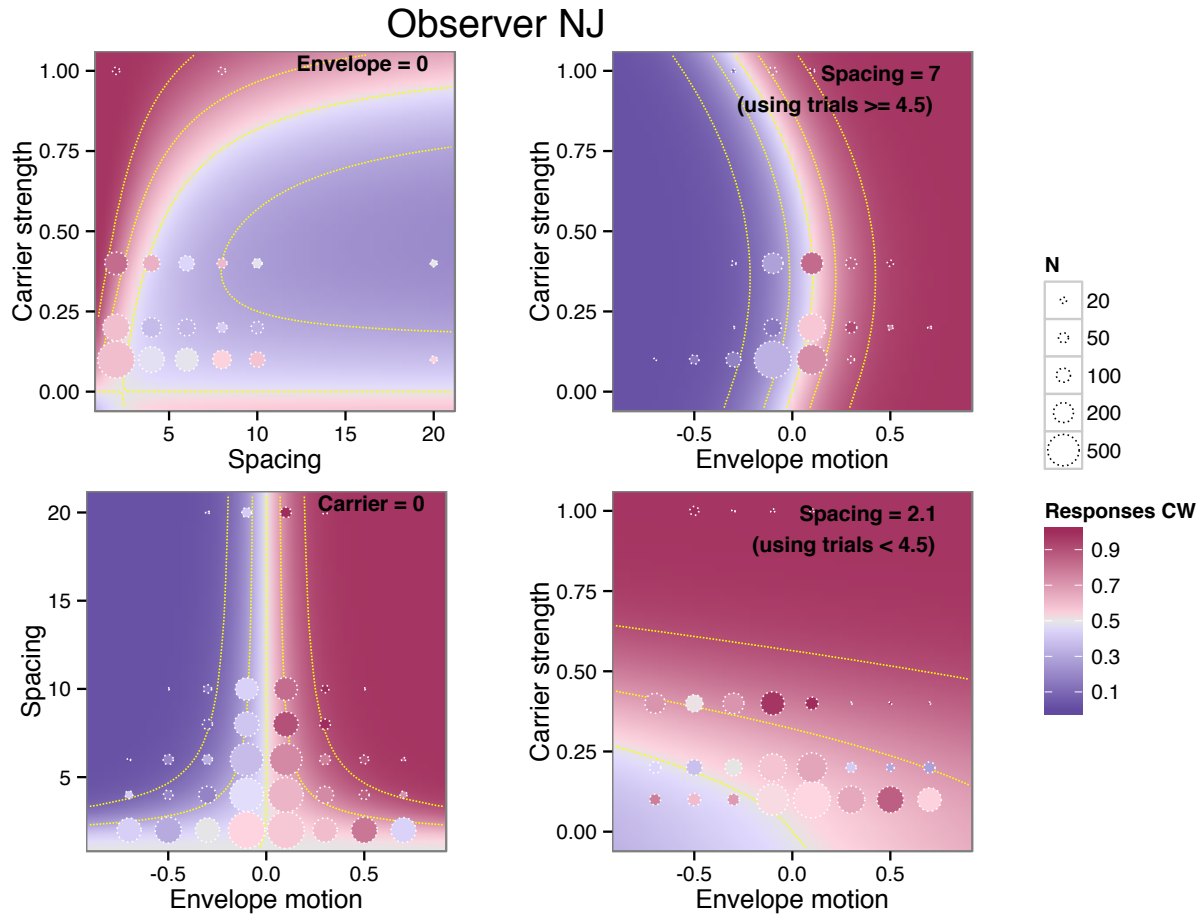 Observer NJ
Envelope = 0
Carrier strength
1.00
0.75
0.50
0.25
0.00
5
10
15
20
Spacing
Spacing = 7
(using trials >= 4.5)
Carrier strength
1.00
0.75
0.50
0.25
0.00
-0.5
0.0
0.5
Envelope motion
Carrier = 0
Spacing
20
15
10
5
-0.5
0.0
0.5
Envelope motion
Spacing = 2.1
(using trials < 4.5)
Carrier strength
1.00
0.75
0.50
0.25
0.00
-0.5
0.0
0.5
Envelope motion
N
20
50
100
200
500
Responses CW
0.9
0.7
0.5
0.3
0.1